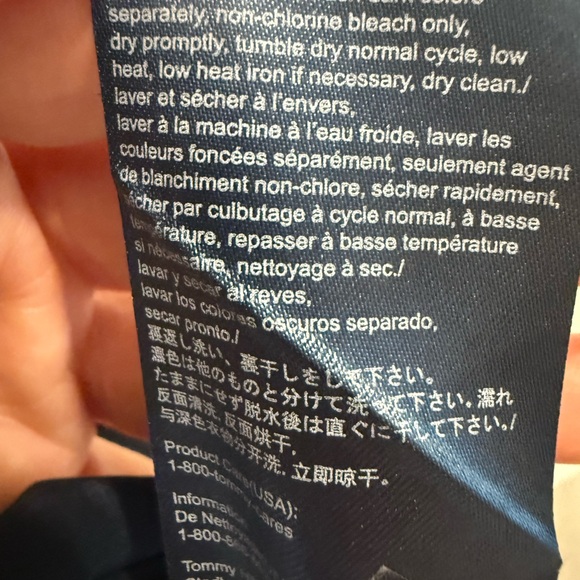 separately, non-chlorine bleach only,
dry promptly, tumble dry normal cycle, low
heat, low heat iron if necessary, dry clean./
laver et sécher à l'envers,
laver à la machine à l'eau froide, laver les
couleurs foncées séparément, seulement agent
de blanchiment non-chlore, sécher rapidement,
sécher par culbutage à cycle normal, à basse
température, repasser à basse température
si nécessaire, nettoyage à sec./
lavar y secar al reves,
lavar los colores oscuros separado,
secar pronto./
裏返し洗い、裏干しをして下さい。
濃色は他のものと分けて洗って下さい。濡れ
たままにせず脱水後は直ぐに干して下さい。/
反面清洗, 反面烘干,
与深色衣物分开洗, 立即晾干。
Product Care(USA):
1-800-tommycares
Information
De Nettoyage
1-800-8
Tommy